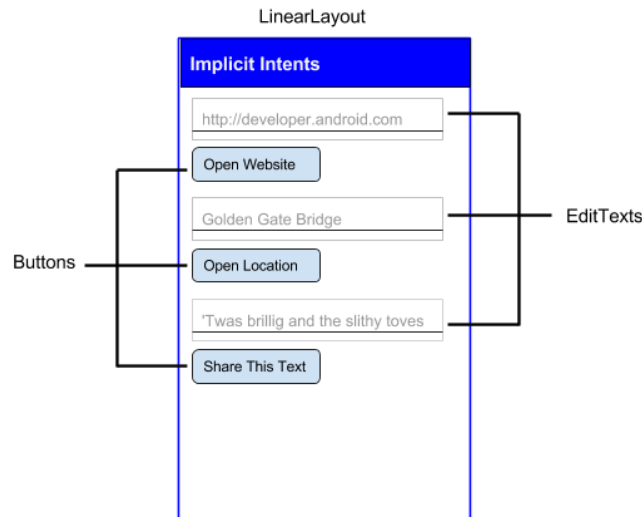 LinearLayout
Implicit Intents
http://developer.android.com
Open Website
Golden Gate Bridge
EditTexts
Buttons
Open Location
'Twas brillig and the slithy toves
Share This Text